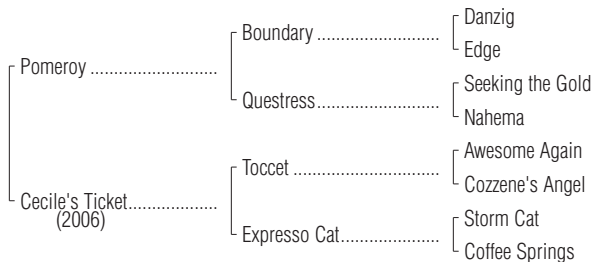 Danzig
Boundary ....................
Edge
Pomeroy .....................
Seeking the Gold
Questress....................
Nahema
Awesome Again
Toccet ........................
Cozzene's Angel
Cecile's Ticket...............
(2006)
Storm Cat
Expresso Cat................
Coffee Springs